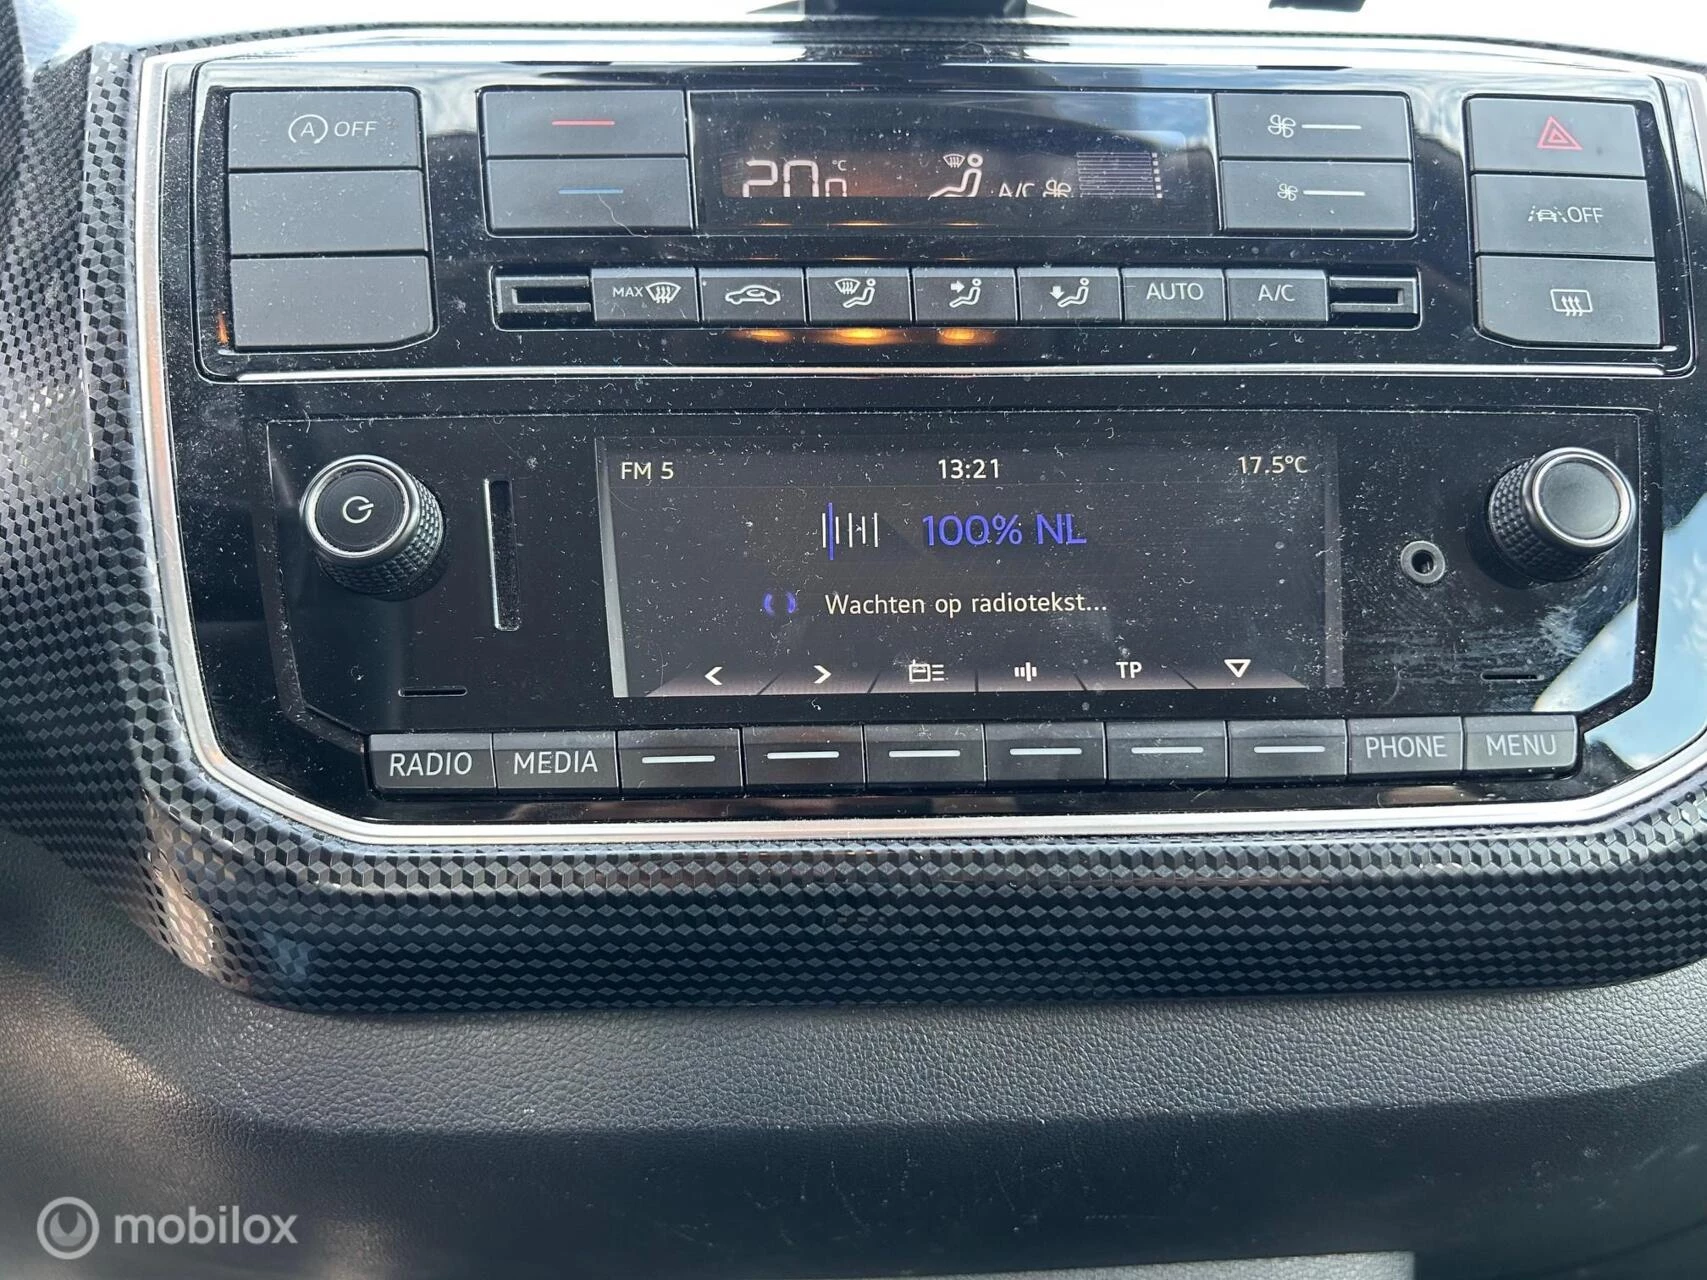 A OFF
20.0 °C A/C
OFF
MAX AUTO A/C
FM 5 13:21 17.5°C
100% NL
Wachten op radiotekst...
< > TP
RADIO MEDIA PHONE MENU
mobilox